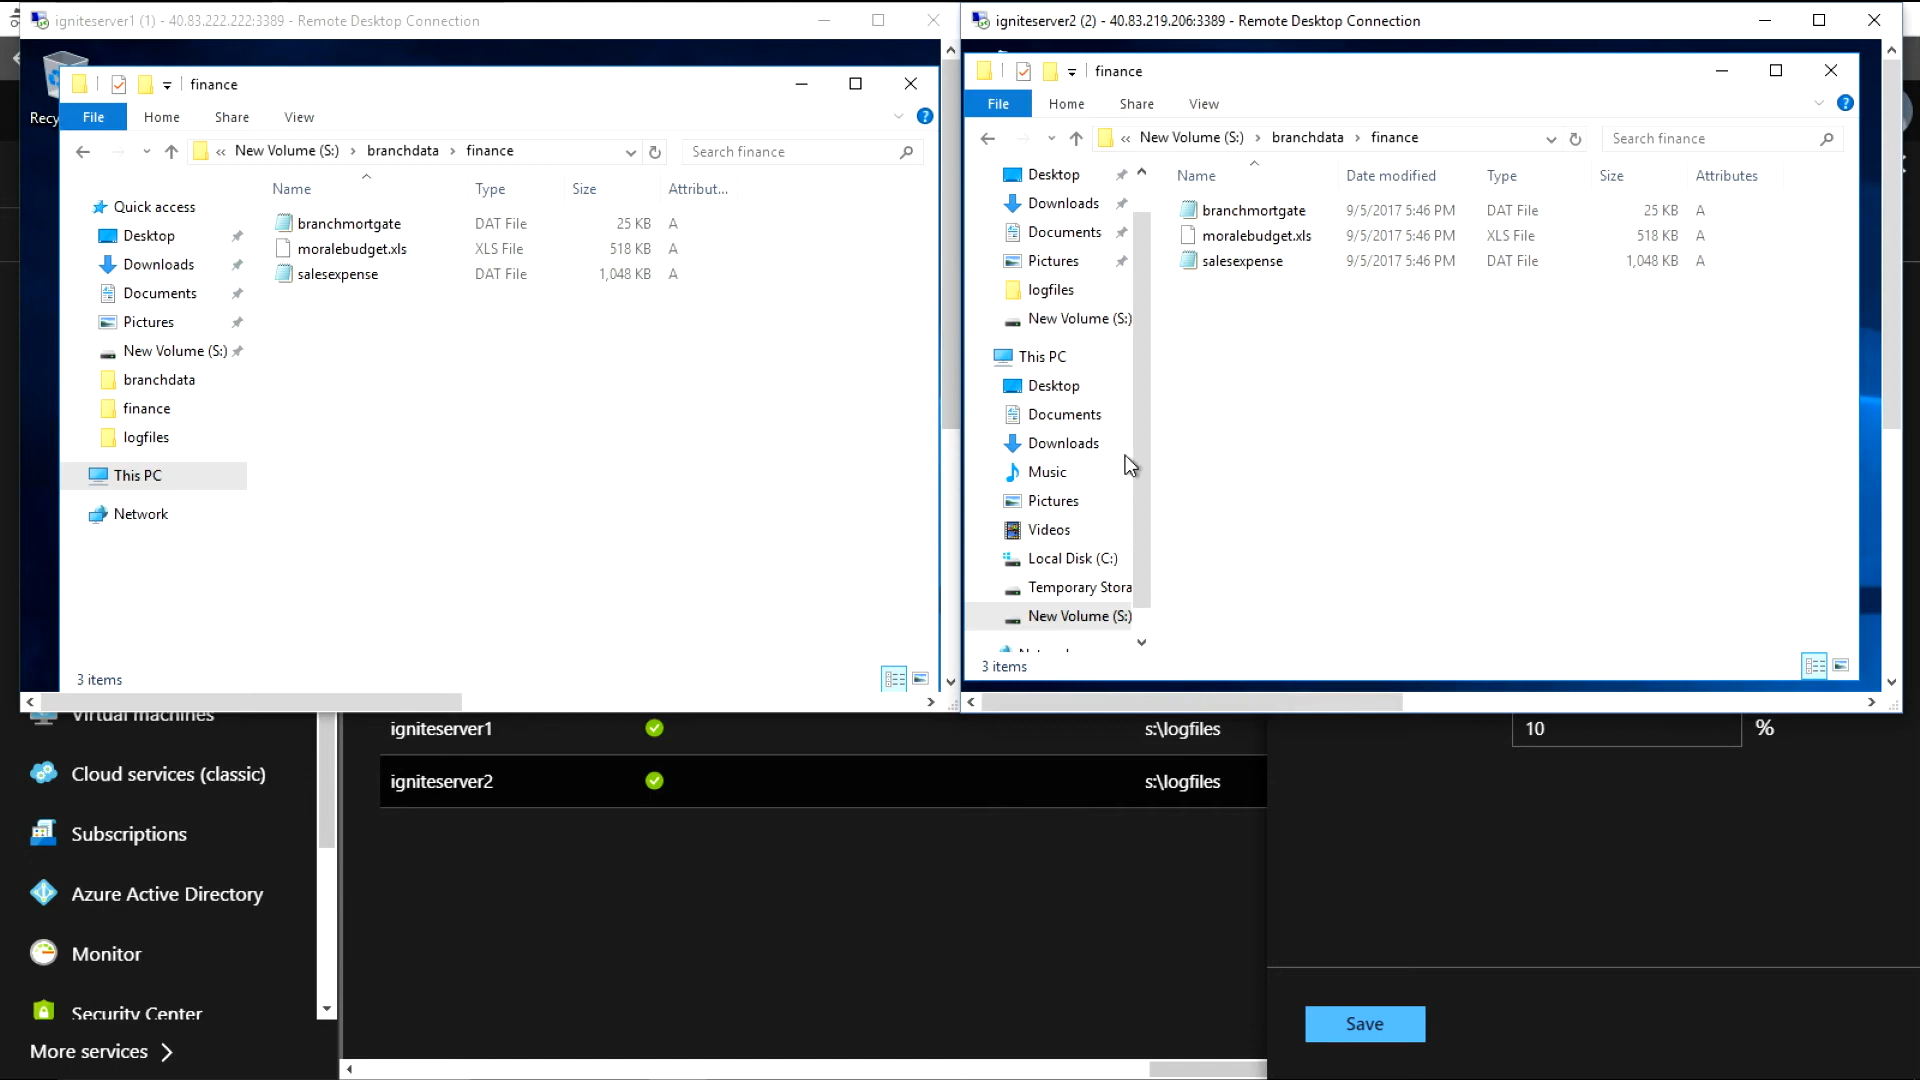 igniteserver1 (1) - 40.83.222.222:3389 - Remote Desktop Connection
finance
File Home Share View
« New Volume (S:) › branchdata › finance
Search finance
Name Type Size Attribut...
branchmortgate DAT File 25 KB A
moralebudget.xls XLS File 518 KB A
salesexpense DAT File 1,048 KB A
Recy
Quick access
Desktop
Downloads
Documents
Pictures
New Volume (S:)
branchdata
finance
logfiles
This PC
Network
3 items
igniteserver2 (2) - 40.83.219.206:3389 - Remote Desktop Connection
finance
File Home Share View
« New Volume (S:) › branchdata › finance
Search finance
Name Date modified Type Size Attributes
branchmortgate 9/5/2017 5:46 PM DAT File 25 KB A
moralebudget.xls 9/5/2017 5:46 PM XLS File 518 KB A
salesexpense 9/5/2017 5:46 PM DAT File 1,048 KB A
Desktop
Downloads
Documents
Pictures
logfiles
New Volume (S:)
This PC
Desktop
Documents
Downloads
Music
Pictures
Videos
Local Disk (C:)
Temporary Stora
New Volume (S:)
3 items
Virtual machines
Cloud services (classic)
Subscriptions
Azure Active Directory
Monitor
Security Center
More services
igniteserver1 s:\logfiles
igniteserver2 s:\logfiles
10 %
Save